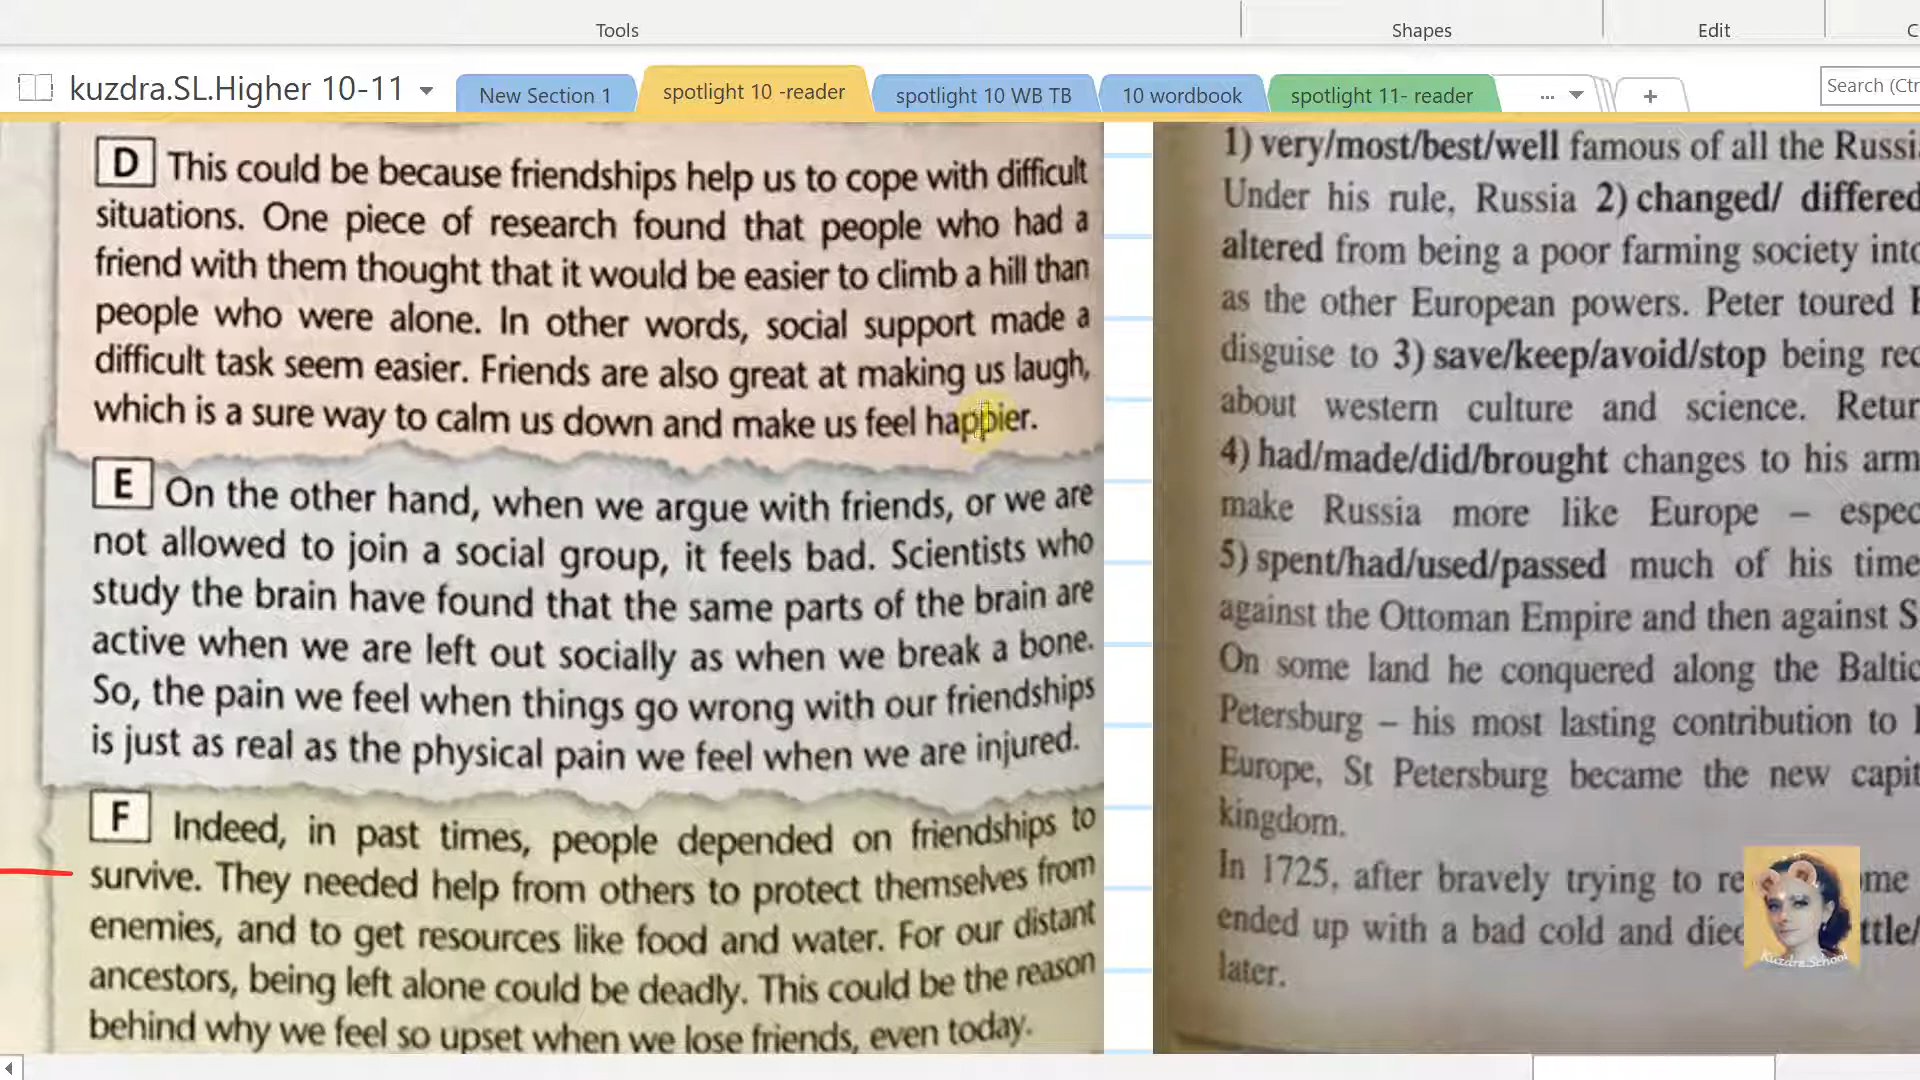 Tools
Shapes
Edit
kuzdra.SL.Higher 10-11
New Section 1
spotlight 10 -reader
spotlight 10 WB TB
10 wordbook
spotlight 11- reader
...
+
Search (Ctr
D This could be because friendships help us to cope with difficult
situations. One piece of research found that people who had a
friend with them thought that it would be easier to climb a hill than
people who were alone. In other words, social support made a
difficult task seem easier. Friends are also great at making us laugh,
which is a sure way to calm us down and make us feel happier.
E On the other hand, when we argue with friends, or we are
not allowed to join a social group, it feels bad. Scientists who
study the brain have found that the same parts of the brain are
active when we are left out socially as when we break a bone.
So, the pain we feel when things go wrong with our friendships
is just as real as the physical pain we feel when we are injured.
F Indeed, in past times, people depended on friendships to
survive. They needed help from others to protect themselves from
enemies, and to get resources like food and water. For our distant
ancestors, being left alone could be deadly. This could be the reason
behind why we feel so upset when we lose friends, even today.
1) very/most/best/well famous of all the Russi
Under his rule, Russia 2) changed/ differed
altered from being a poor farming society into
as the other European powers. Peter toured
disguise to 3) save/keep/avoid/stop being rec
about western culture and science. Retur
4) had/made/did/brought changes to his arm
make Russia more like Europe – espec
5) spent/had/used/passed much of his time
against the Ottoman Empire and then against S
On some land he conquered along the Baltic
Petersburg – his most lasting contribution to
Europe, St Petersburg became the new capit
kingdom.
In 1725, after bravely trying to re ome
ended up with a bad cold and died ttle/
later.
Kuzdra.School